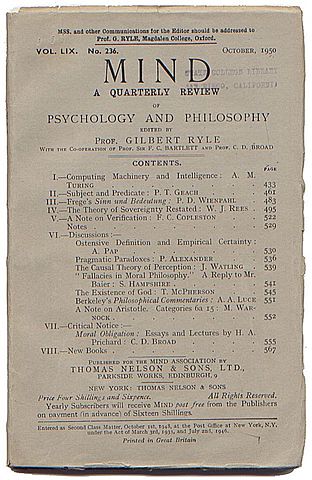 MSS. and other Communications for the Editor should be addressed to
Prof. G. RYLE, Magdalen College, Oxford.
VOL. LIX. No. 236.
OCTOBER, 1950
MIND
COLLEGE LIBRARY
CALIFORNIA
A QUARTERLY REVIEW
OF
PSYCHOLOGY AND PHILOSOPHY
EDITED BY
PROF. GILBERT RYLE
WITH THE CO-OPERATION OF PROF. SIR F. C. BARTLETT AND PROF. C. D. BROAD
CONTENTS.
PAGE
I.—Computing Machinery and Intelligence: A. M.
TURING 433
II.—Subject and Predicate: P. T. GEACH 461
III.—Frege's Sinn und Bedeutung: P. D. WIENPAHL 483
IV.—The Theory of Sovereignty Restated: W. J. REES 495
V.—A Note on Verification: F. C. COPLESTON 522
Notes 529
VI.—Discussions:—
Ostensive Definition and Empirical Certainty:
A. PAP 530
Pragmatic Paradoxes: P. ALEXANDER 536
The Causal Theory of Perception: J. WATLING 539
"Fallacies in Moral Philosophy." A Reply to Mr.
Baier: S. HAMPSHIRE 541
The Existence of God: T. MCPHERSON 545
Berkeley's Philosophical Commentaries: A. A. LUCE 551
A Note on Aristotle. Categories 6a 15: M. WAR-
NOCK 552
VII.—Critical Notice:—
Moral Obligation: Essays and Lectures by H. A.
Prichard: C. D. BROAD 555
VIII.—New Books 567
PUBLISHED FOR THE MIND ASSOCIATION BY
THOMAS NELSON & SONS, LTD.,
PARKSIDE WORKS, EDINBURGH, 9
NEW YORK: THOMAS NELSON & SONS
Price Four Shillings and Sixpence. All Rights Reserved.
Yearly Subscribers will receive MIND post free from the Publishers
on payment (in advance) of Sixteen Shillings.
Entered as Second Class Matter, October 1st, 1948, at the Post Office at New York, N.Y.,
under the Act of March 3rd, 1933, and July 2nd, 1946.
Printed in Great Britain